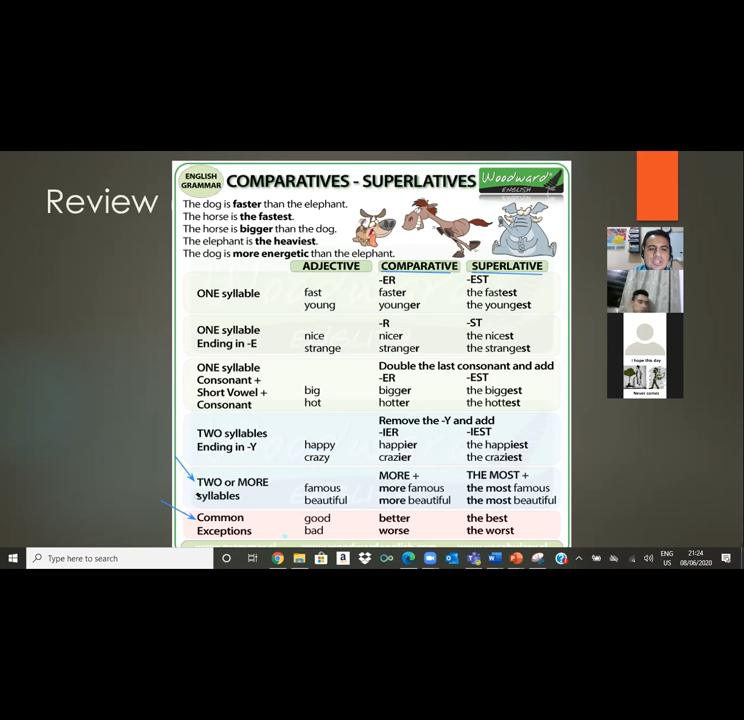 Review
ENGLISH
GRAMMAR
COMPARATIVES - SUPERLATIVES
Woodward
ENGLISH
The dog is faster than the elephant.
The horse is the fastest.
The horse is bigger than the dog.
The elephant is the heaviest.
The dog is more energetic than the elephant.
ADJECTIVE COMPARATIVE SUPERLATIVE
-ER -EST
ONE syllable fast faster the fastest
young younger the youngest
-R -ST
ONE syllable nice nicer the nicest
Ending in -E strange stranger the strangest
ONE syllable Double the last consonant and add
Consonant + -ER -EST
Short Vowel + big bigger the biggest
Consonant hot hotter the hottest
Remove the -Y and add
TWO syllables -IER -IEST
Ending in -Y happy happier the happiest
crazy crazier the craziest
TWO or MORE MORE + THE MOST +
syllables famous more famous the most famous
beautiful more beautiful the most beautiful
Common good better the best
Exceptions bad worse the worst
I hope this day
Never comes
Type here to search
ENG 21:24
US 08/06/2020